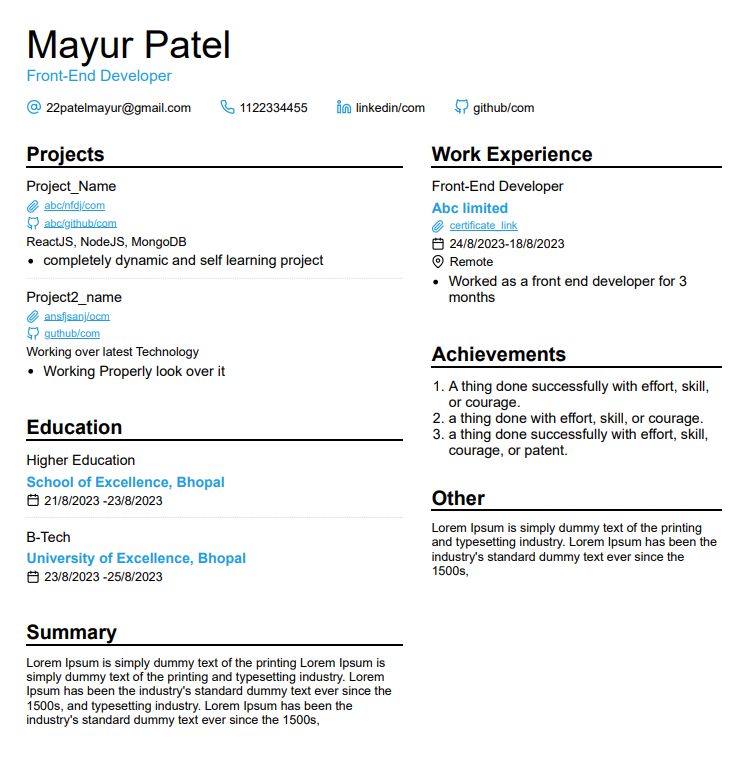 Mayur Patel
Front-End Developer
22patelmayur@gmail.com 1122334455 linkedin/com github/com
Projects
Project_Name
abc/nfdj/com
abc/github/com
ReactJS, NodeJS, MongoDB
• completely dynamic and self learning project
Project2_name
ansfjsanj/ocm
guthub/com
Working over latest Technology
• Working Properly look over it
Education
Higher Education
School of Excellence, Bhopal
21/8/2023 -23/8/2023
B-Tech
University of Excellence, Bhopal
23/8/2023 -25/8/2023
Summary
Lorem Ipsum is simply dummy text of the printing Lorem Ipsum is
simply dummy text of the printing and typesetting industry. Lorem
Ipsum has been the industry's standard dummy text ever since the
1500s, and typesetting industry. Lorem Ipsum has been the
industry's standard dummy text ever since the 1500s,
Work Experience
Front-End Developer
Abc limited
certificate_link
24/8/2023-18/8/2023
Remote
• Worked as a front end developer for 3
months
Achievements
1. A thing done successfully with effort, skill,
or courage.
2. a thing done with effort, skill, or courage.
3. a thing done successfully with effort, skill,
courage, or patent.
Other
Lorem Ipsum is simply dummy text of the printing
and typesetting industry. Lorem Ipsum has been the
industry's standard dummy text ever since the
1500s,